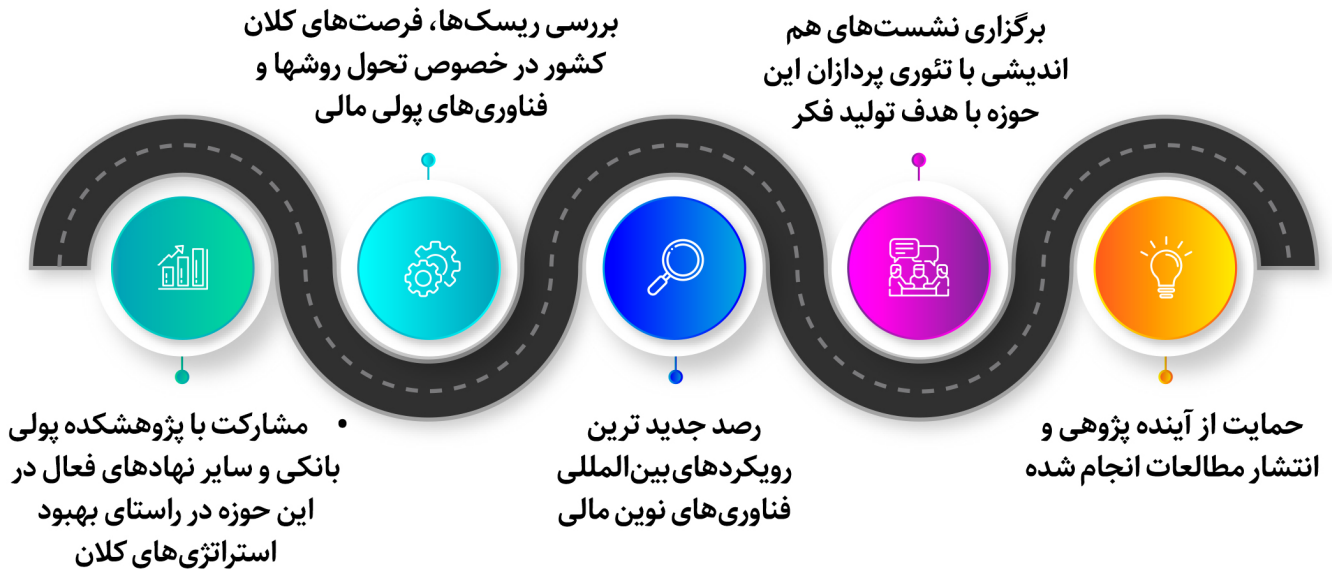 حمایت از آینده پژوهی و
انتشار مطالعات انجام شده
برگزاری نشست‌های هم
اندیشی با تئوری پردازان این
حوزه با هدف تولید فکر
رصد جدید ترین
رویکردهای بین‌المللی
فناوری‌های نوین مالی
بررسی ریسک‌ها، فرصت‌های کلان
کشور در خصوص تحول روشها و
فناوری‌های پولی مالی
• مشارکت با پژوهشکده پولی
بانکی و سایر نهادهای فعال در
این حوزه در راستای بهبود
استراتژی‌های کلان